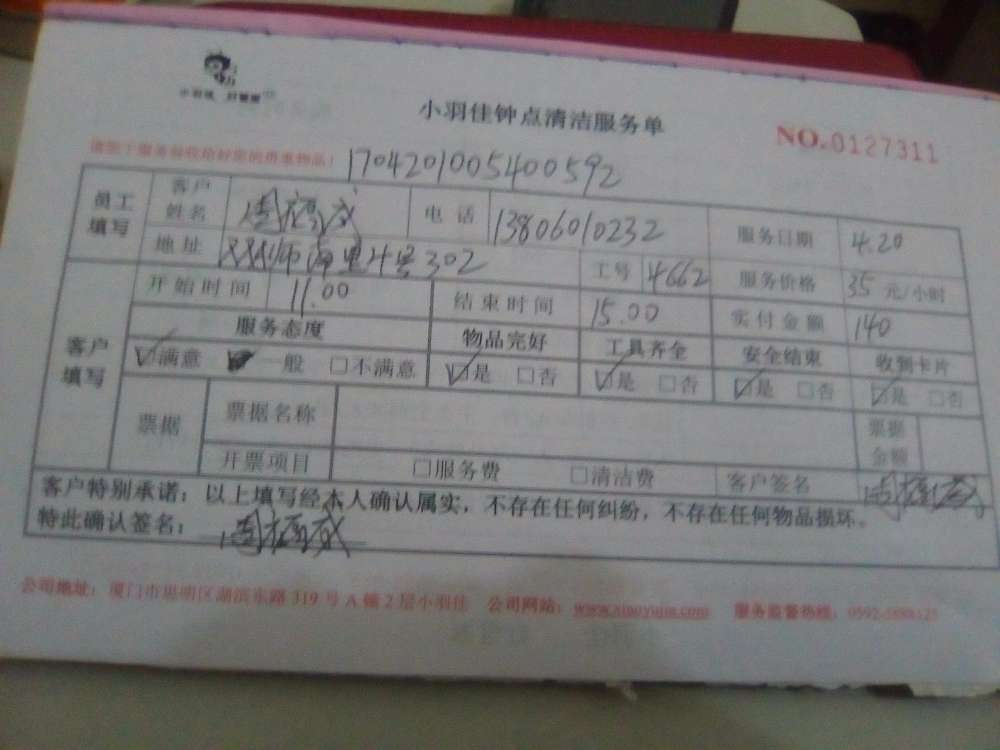 小羽佳钟点清洁服务单
NO.0127311
1704201005400592
员工填写
客户姓名 电话 13806010232 服务日期 4.20
地址 4号302 工号 4662 服务价格 35 元/小时
客户填写
开始时间 11.00 结束时间 15.00 实付金额 140
服务态度 物品完好 工具齐全 安全结束 收到卡片
☑满意 一般 □不满意 ☑是 □否 ☑是 □否 ☑是 □否 ☑是 □否
票据 票据名称 票据金额
开票项目 □服务费 □清洁费 客户签名
客户特别承诺：以上填写经本人确认属实，不存在任何纠纷，不存在任何物品损坏。
特此确认签名：
公司地址：厦门市思明区湖滨东路319号A幢2层小羽佳 公司网站： 服务监督热线：